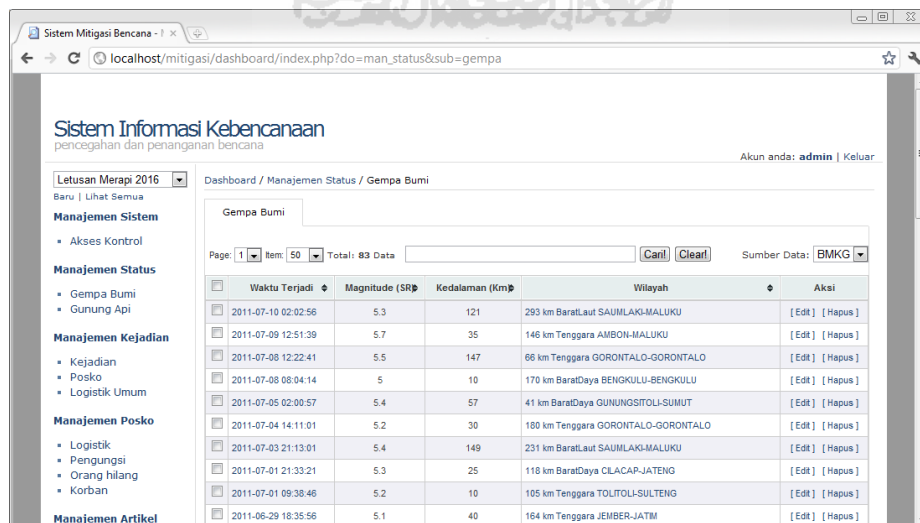 Sistem Mitigasi Bencana -
localhost/mitigasi/dashboard/index.php?do=man_status&sub=gempa
Sistem Informasi Kebencanaan
pencegahan dan penanganan bencana
Akun anda: admin | Keluar
Letusan Merapi 2016
Baru | Lihat Semua
Manajemen Sistem
Akses Kontrol
Manajemen Status
Gempa Bumi
Gunung Api
Manajemen Kejadian
Kejadian
Posko
Logistik Umum
Manajemen Posko
Logistik
Pengungsi
Orang hilang
Korban
Manajemen Artikel
Dashboard / Manajemen Status / Gempa Bumi
Gempa Bumi
Page: 1 Item: 50 Total: 83 Data Cari! Clear! Sumber Data: BMKG
Waktu Terjadi Magnitude (SR) Kedalaman (Km) Wilayah Aksi
2011-07-10 02:02:56 5.3 121 293 km BaratLaut SAUMLAKI-MALUKU [ Edit ] [ Hapus ]
2011-07-09 12:51:39 5.7 35 146 km Tenggara AMBON-MALUKU [ Edit ] [ Hapus ]
2011-07-08 12:22:41 5.5 147 66 km Tenggara GORONTALO-GORONTALO [ Edit ] [ Hapus ]
2011-07-08 08:04:14 5 10 170 km BaratDaya BENGKULU-BENGKULU [ Edit ] [ Hapus ]
2011-07-05 02:00:57 5.4 57 41 km BaratDaya GUNUNGSITOLI-SUMUT [ Edit ] [ Hapus ]
2011-07-04 14:11:01 5.2 30 180 km Tenggara GORONTALO-GORONTALO [ Edit ] [ Hapus ]
2011-07-03 21:13:01 5.4 149 231 km BaratLaut SAUMLAKI-MALUKU [ Edit ] [ Hapus ]
2011-07-01 21:33:21 5.3 25 118 km BaratDaya CILACAP-JATENG [ Edit ] [ Hapus ]
2011-07-01 09:38:46 5.2 10 105 km Tenggara TOLITOLI-SULTENG [ Edit ] [ Hapus ]
2011-06-29 18:35:56 5.1 40 164 km Tenggara JEMBER-JATIM [ Edit ] [ Hapus ]